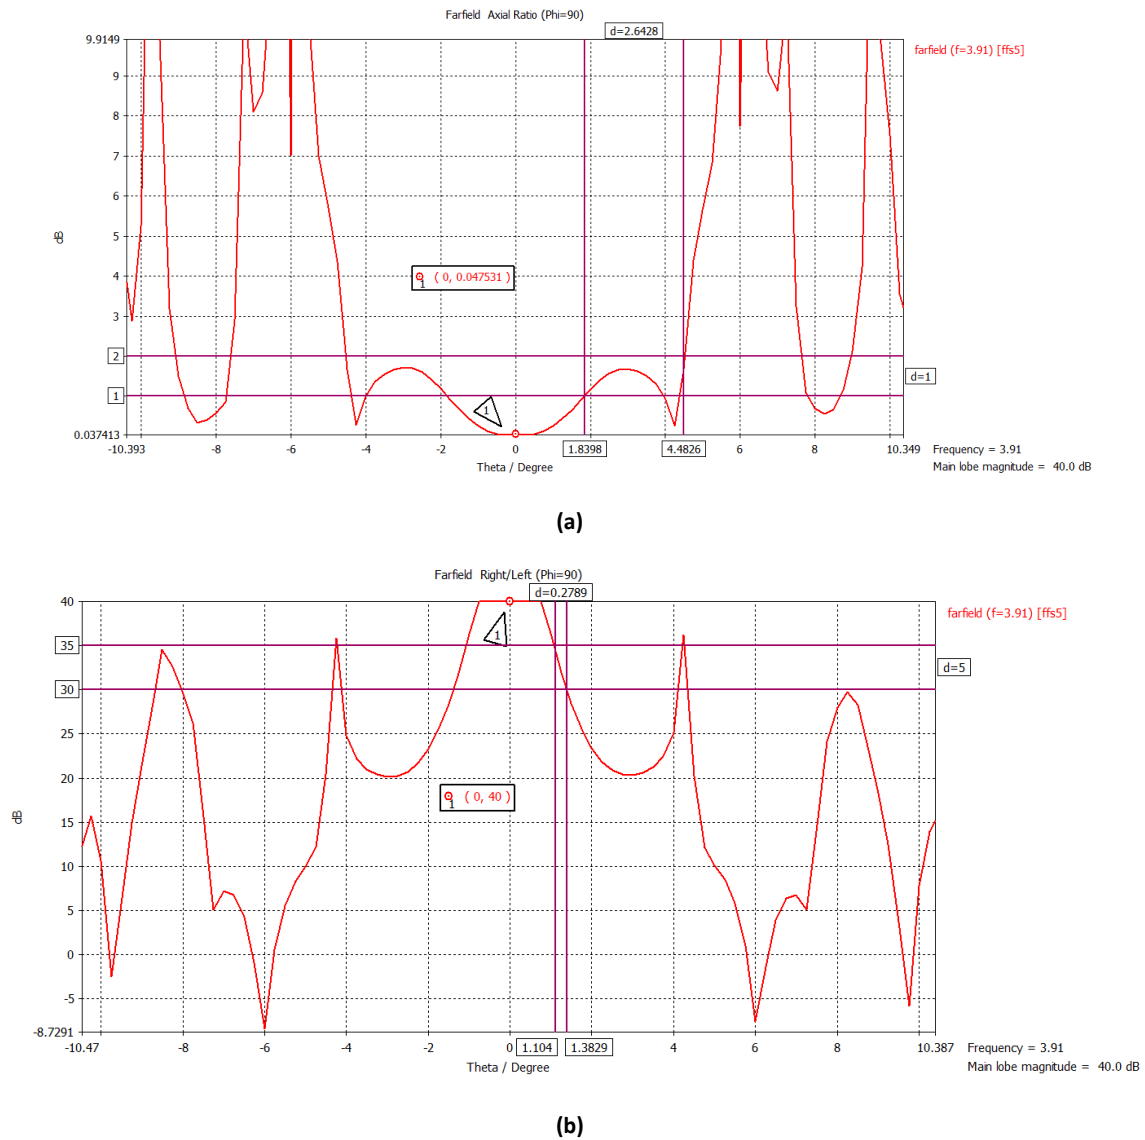 Farfield Axial Ratio (Phi=90)
d=2.6428
9.9149
farfield (f=3.91) [ffs5]
9
8
7
6
5
dB
4
1 ( 0, 0.047531 )
3
2
d=1
1
1
0.037413
-10.393 -8 -6 -4 -2 0 1.8398 4.4826 6 8 10.349
Frequency = 3.91
Theta / Degree
Main lobe magnitude = 40.0 dB
(a)
Farfield Right/Left (Phi=90)
d=0.2789
40
farfield (f=3.91) [ffs5]
1
35
d=5
30
25
20
1 ( 0, 40 )
15
dB
10
5
0
-5
-8.7291
-10.47 -8 -6 -4 -2 0 1.104 1.3829 4 6 8 10.387
Frequency = 3.91
Theta / Degree
Main lobe magnitude = 40.0 dB
(b)